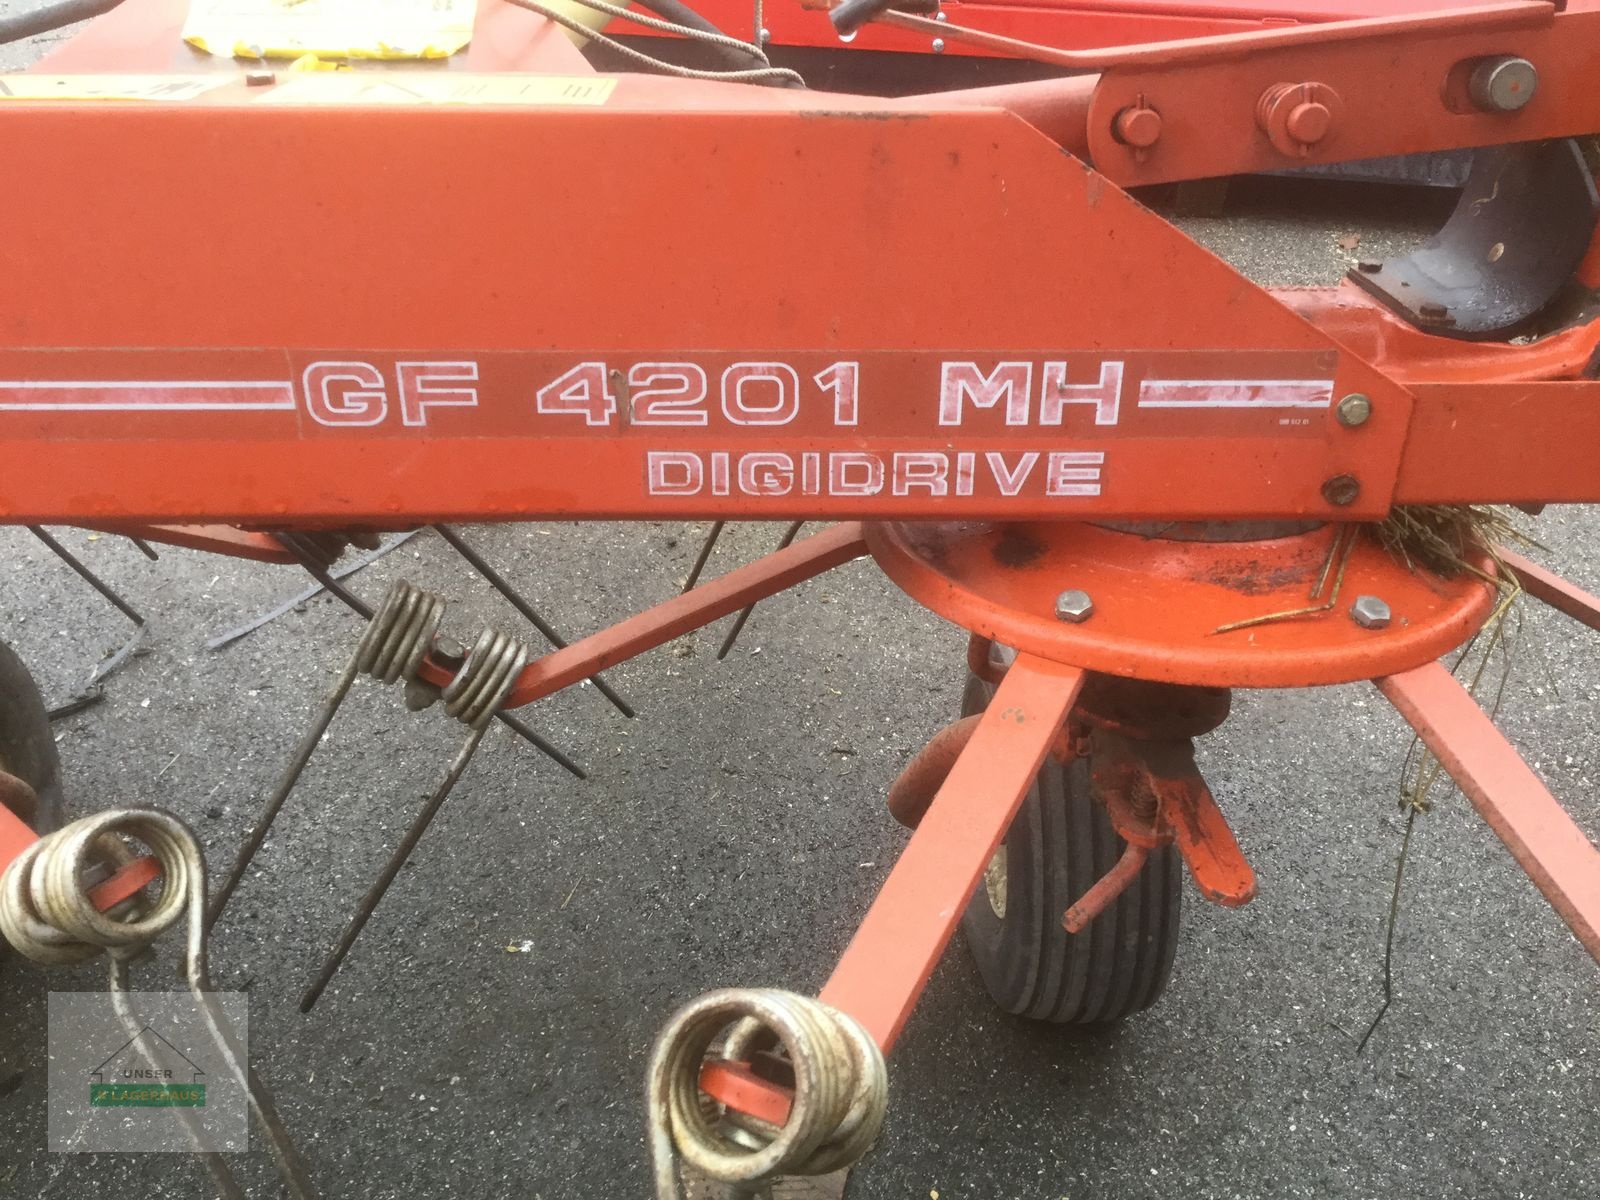 GF 4201 MH
DIGIDRIVE
UNSER
LAGERHAUS